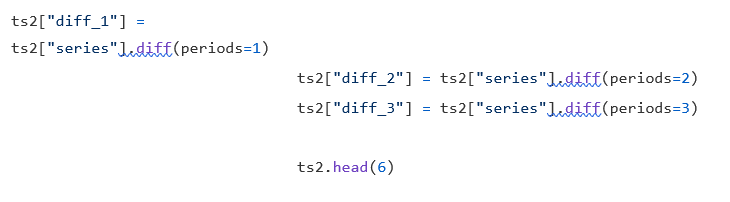 ts2["diff_1"] =
ts2["series"].diff(periods=1)
ts2["diff_2"] = ts2["series"].diff(periods=2)
ts2["diff_3"] = ts2["series"].diff(periods=3)
ts2.head(6)